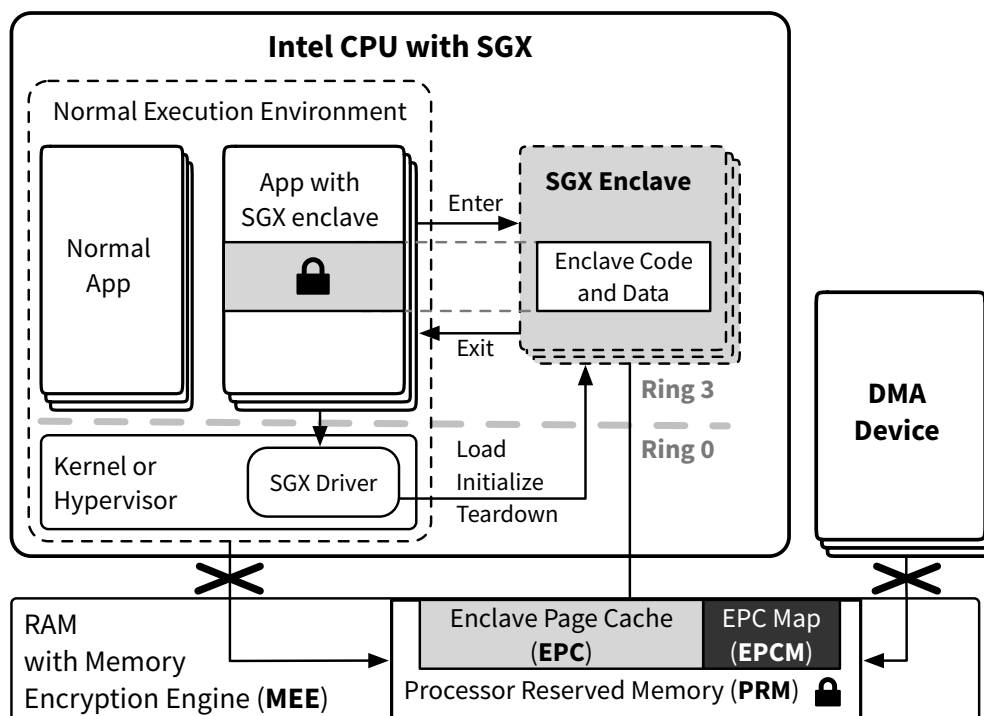 Intel CPU with SGX
Normal Execution Environment
Normal
App
App with
SGX enclave
Enter
Exit
SGX Enclave
Enclave Code
and Data
Ring 3
Ring 0
Kernel or
Hypervisor
SGX Driver
Load
Initialize
Teardown
DMA
Device
RAM
with Memory
Encryption Engine (MEE)
Enclave Page Cache
(EPC)
EPC Map
(EPCM)
Processor Reserved Memory (PRM)